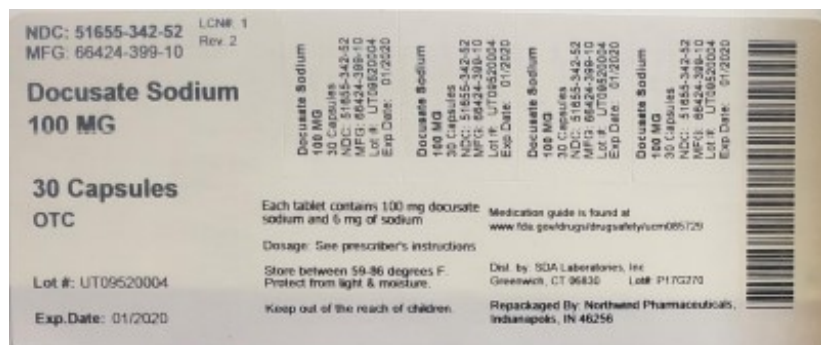 NDC: 51655-342-52
LCN#: 1
MFG: 66424-399-10
Rev. 2
Docusate Sodium
100 MG
30 Capsules
OTC
Lot #: UT09520004
Exp.Date: 01/2020
Docusate Sodium
100 MG
30 Capsules
NDC: 51655-342-52
MFG: 66424-399-10
Lot #: UT09520004
Exp Date: 01/2020
Docusate Sodium
100 MG
30 Capsules
NDC: 51655-342-52
MFG: 66424-399-10
Lot #: UT09520004
Exp Date: 01/2020
Docusate Sodium
100 MG
30 Capsules
NDC: 51655-342-52
MFG: 66424-399-10
Lot #: UT09520004
Exp Date: 01/2020
Docusate Sodium
100 MG
30 Capsules
NDC: 51655-342-52
MFG: 66424-399-10
Lot #: UT09520004
Exp Date: 01/2020
Each tablet contains 100 mg docusate
sodium and 6 mg of sodium
Dosage: See prescriber's instructions
Store between 59-86 degrees F.
Protect from light & moisture.
Keep out of the reach of children.
Medication guide is found at
www.fda.gov/drugs/drugsafety/ucm085729
Dist. by: SDA Laboratories, Inc
Greenwich, CT 06830 Lot#: P17G270
Repackaged By: Northwind Pharmaceuticals,
Indianapolis, IN 46256